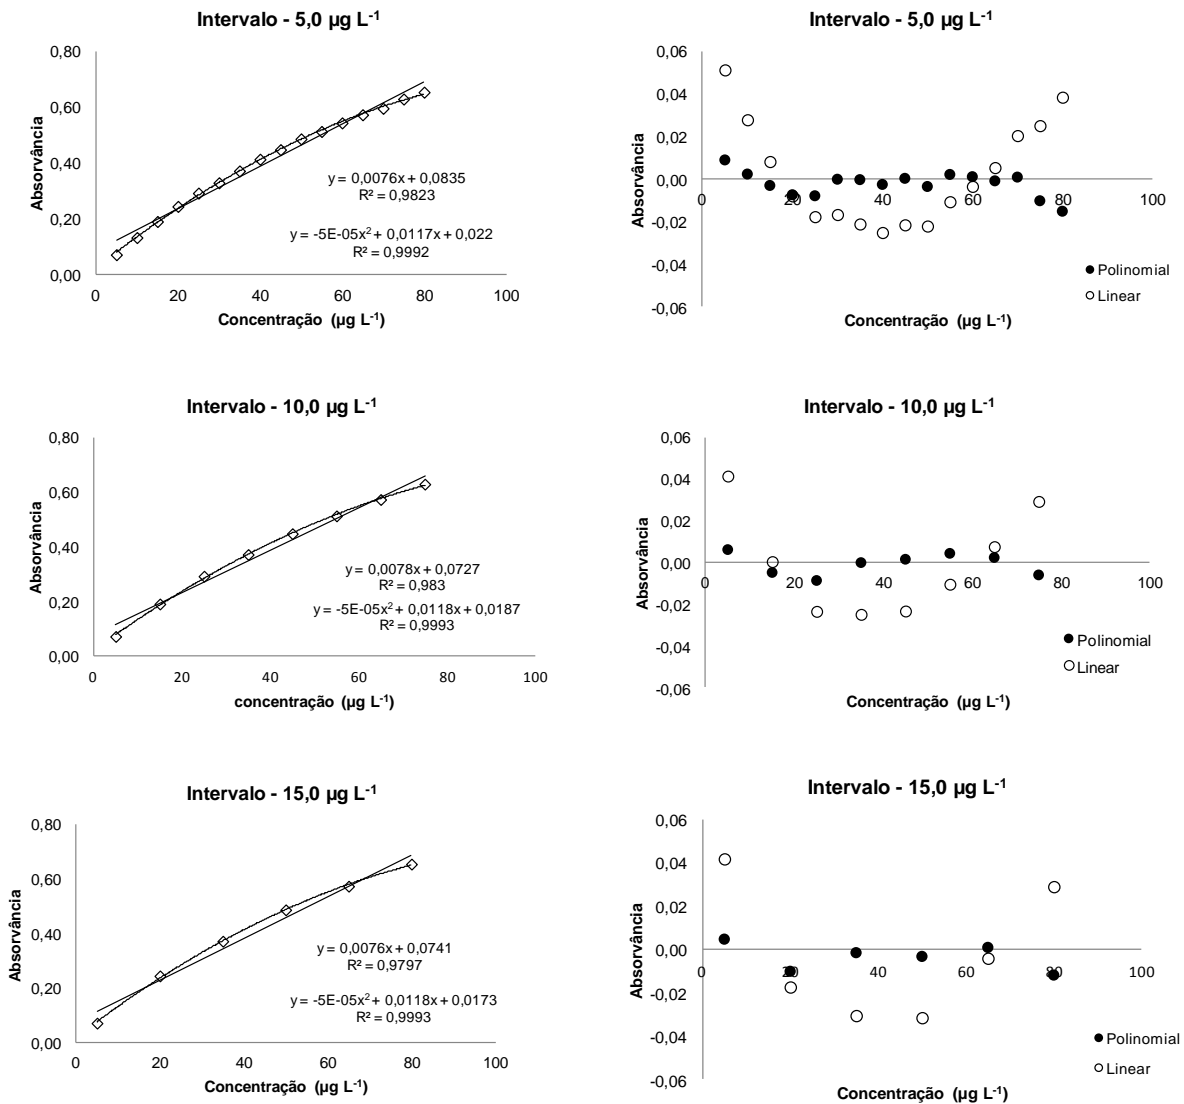 Intervalo - 5,0 µg L-1
0,80
0,60
0,40
0,20
0,00
Absorvância
y = 0,0076x + 0,0835
R² = 0,9823
y = -5E-05x² + 0,0117x + 0,022
R² = 0,9992
0 20 40 60 80 100
Concentração (µg L-1)
Intervalo - 5,0 µg L-1
0,06
0,04
0,02
0,00
-0,02
-0,04
-0,06
Absorvância
0 20 40 60 80 100
Polinomial
Linear
Concentração (µg L-1)
Intervalo - 10,0 µg L-1
0,80
0,60
0,40
0,20
0,00
Absorvância
y = 0,0078x + 0,0727
R² = 0,983
y = -5E-05x² + 0,0118x + 0,0187
R² = 0,9993
0 20 40 60 80 100
concentração (µg L-1)
Intervalo - 10,0 µg L-1
0,06
0,04
0,02
0,00
-0,02
-0,04
-0,06
Absorvância
0 20 40 60 80 100
Polinomial
Linear
Concentração (µg L-1)
Intervalo - 15,0 µg L-1
0,80
0,60
0,40
0,20
0,00
Absorvância
y = 0,0076x + 0,0741
R² = 0,9797
y = -5E-05x² + 0,0118x + 0,0173
R² = 0,9993
0 20 40 60 80 100
Concentração (µg L-1)
Intervalo - 15,0 µg L-1
0,06
0,04
0,02
0,00
-0,02
-0,04
-0,06
Absorvância
0 20 40 60 80 100
Polinomial
Linear
Concentração (µg L-1)